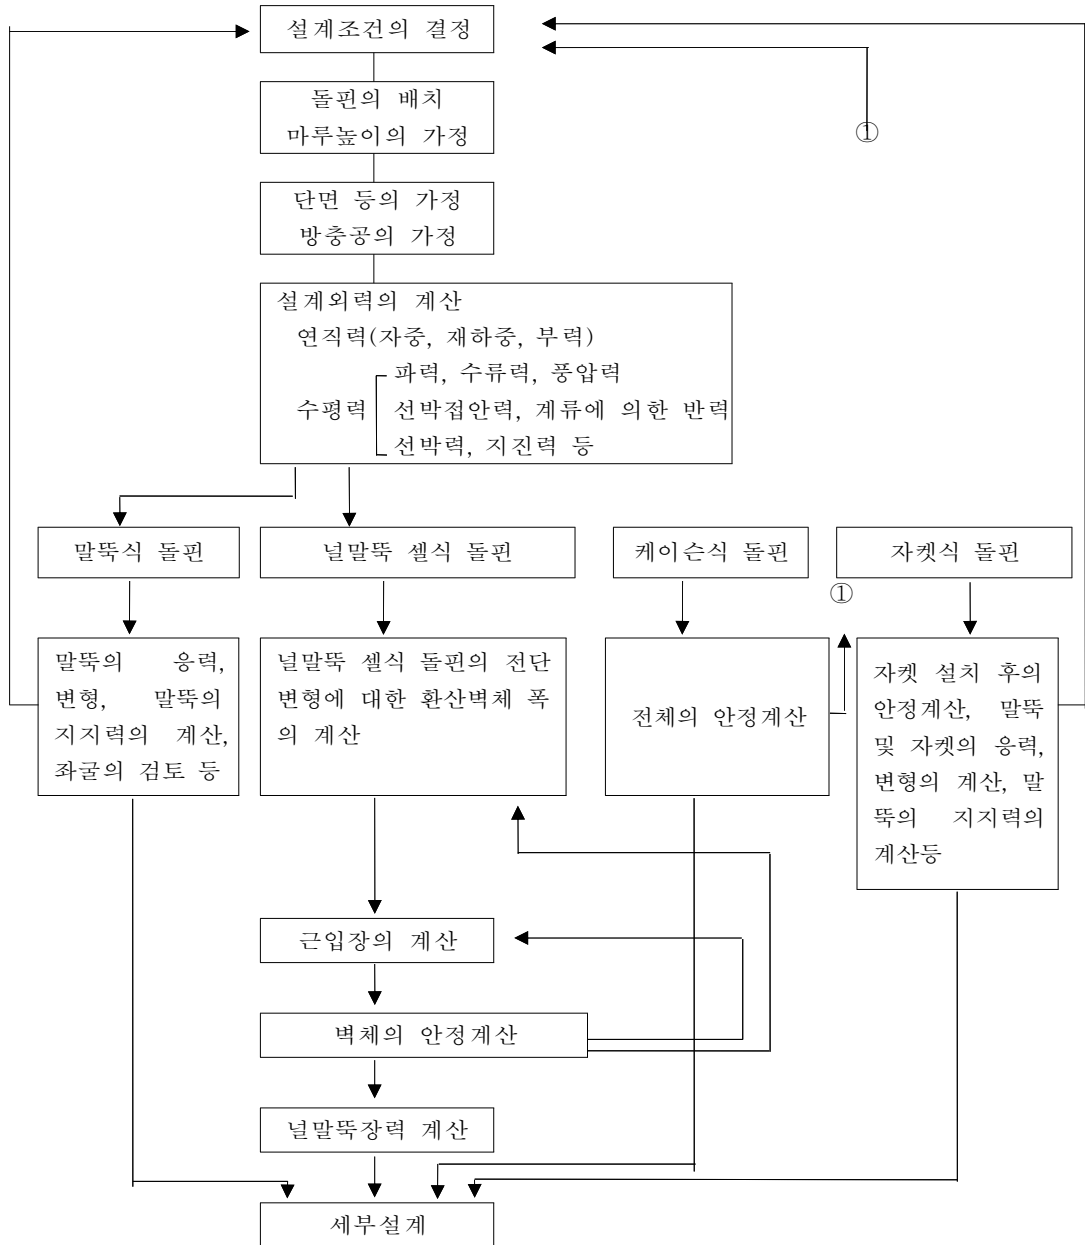 설계조건의 결정
돌핀의 배치
마루높이의 가정
①
단면 등의 가정
방충공의 가정
설계외력의 계산
연직력(자중, 재하중, 부력)
파력, 수류력, 풍압력
수평력 선박접안력, 계류에 의한 반력
선박력, 지진력 등
말뚝식 돌핀
널말뚝 셀식 돌핀
케이슨식 돌핀
자켓식 돌핀
①
말뚝의 응력,
변형, 말뚝의
지지력의 계산,
좌굴의 검토 등
널말뚝 셀식 돌핀의 전단
변형에 대한 환산벽체 폭
의 계산
전체의 안정계산
자켓 설치 후의
안정계산, 말뚝
및 자켓의 응력,
변형의 계산, 말
뚝의 지지력의
계산등
근입장의 계산
벽체의 안정계산
널말뚝장력 계산
세부설계